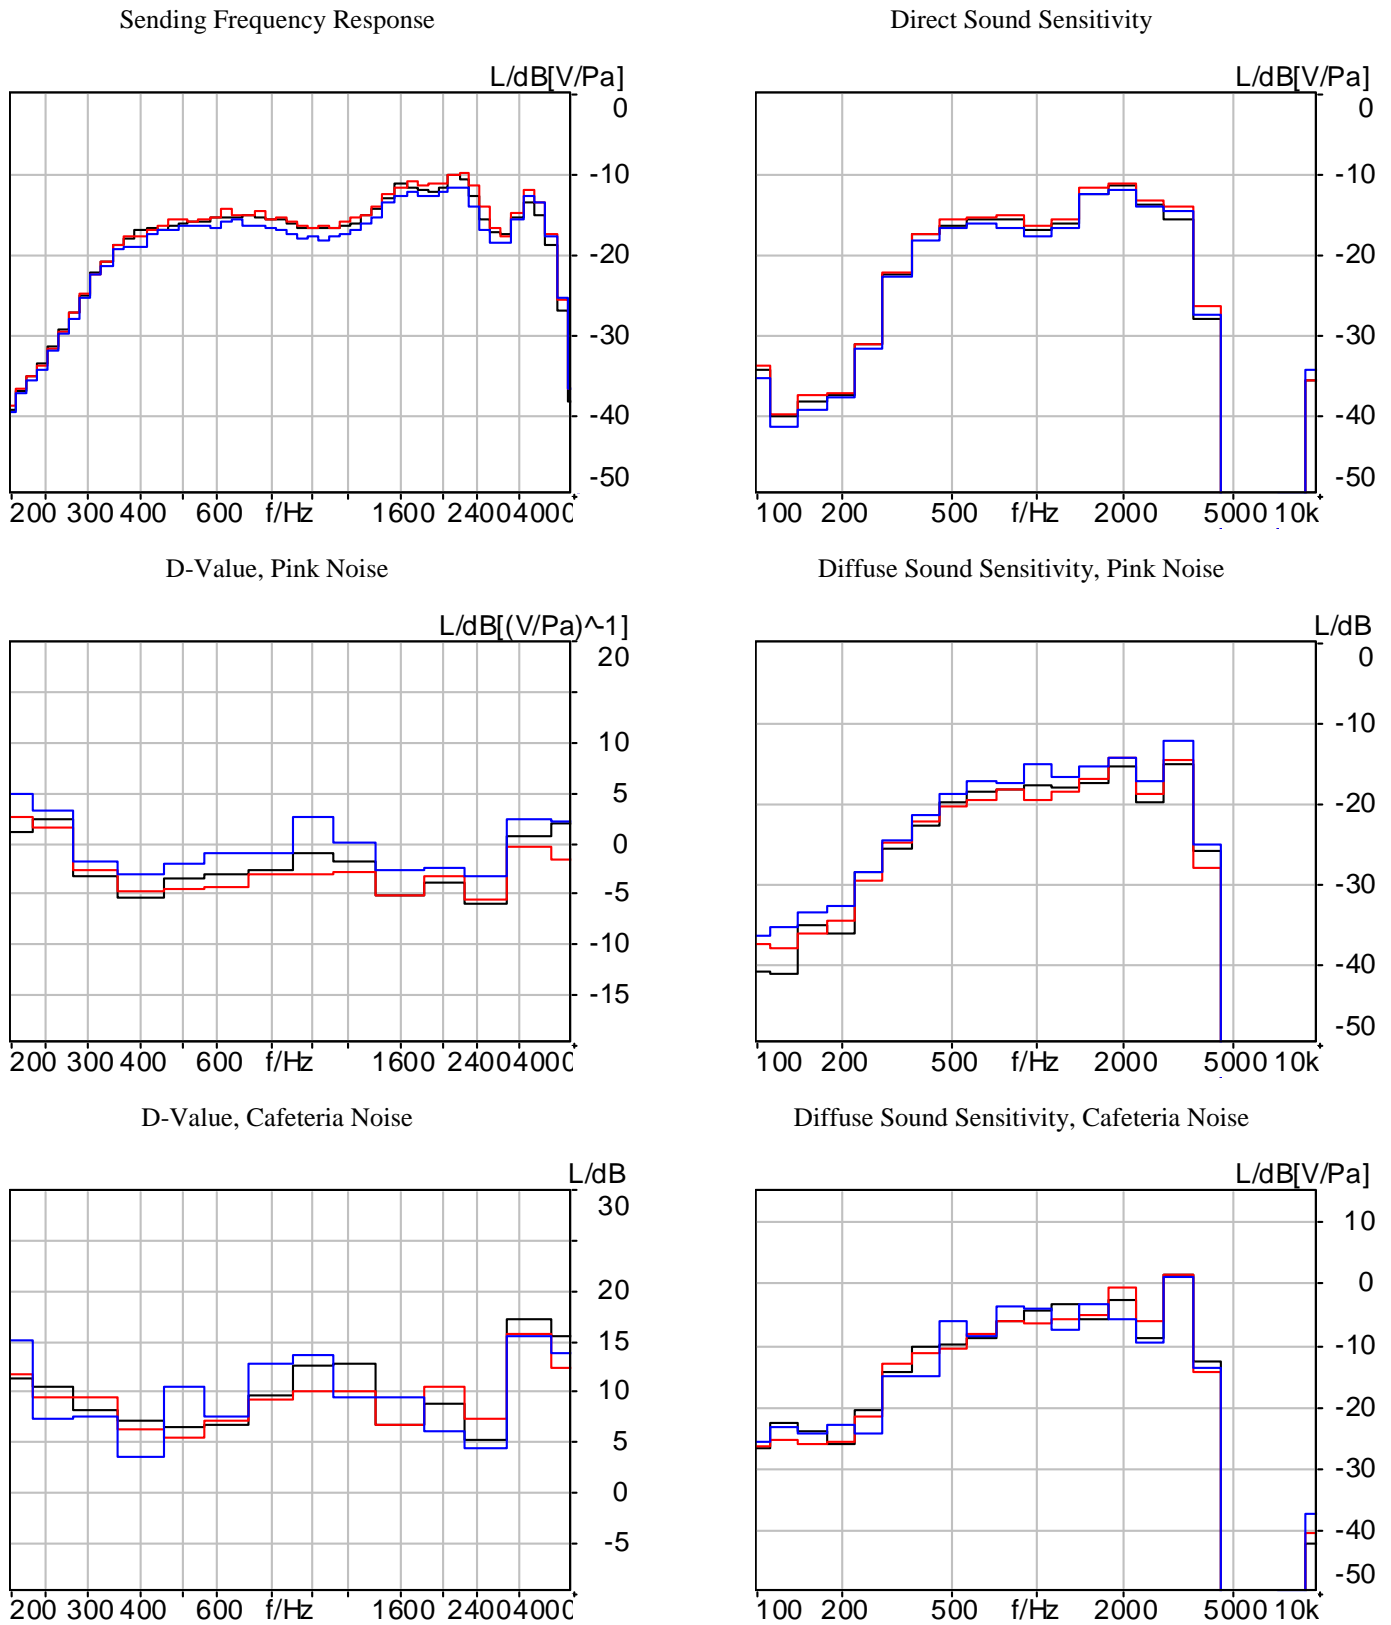 Sending Frequency Response
Direct Sound Sensitivity
L/dB[V/Pa]
0
-10
-20
-30
-40
-50
200 300 400 600 f/Hz 1600 2400 4000
L/dB[V/Pa]
0
-10
-20
-30
-40
-50
100 200 500 f/Hz 2000 5000 10k
D-Value, Pink Noise
Diffuse Sound Sensitivity, Pink Noise
L/dB[(V/Pa)^-1]
20
10
5
0
-5
-10
-15
200 300 400 600 f/Hz 1600 2400 4000
L/dB
0
-10
-20
-30
-40
-50
100 200 500 f/Hz 2000 5000 10k
D-Value, Cafeteria Noise
Diffuse Sound Sensitivity, Cafeteria Noise
L/dB
30
20
15
10
5
0
-5
200 300 400 600 f/Hz 1600 2400 4000
L/dB[V/Pa]
10
0
-10
-20
-30
-40
-50
100 200 500 f/Hz 2000 5000 10k